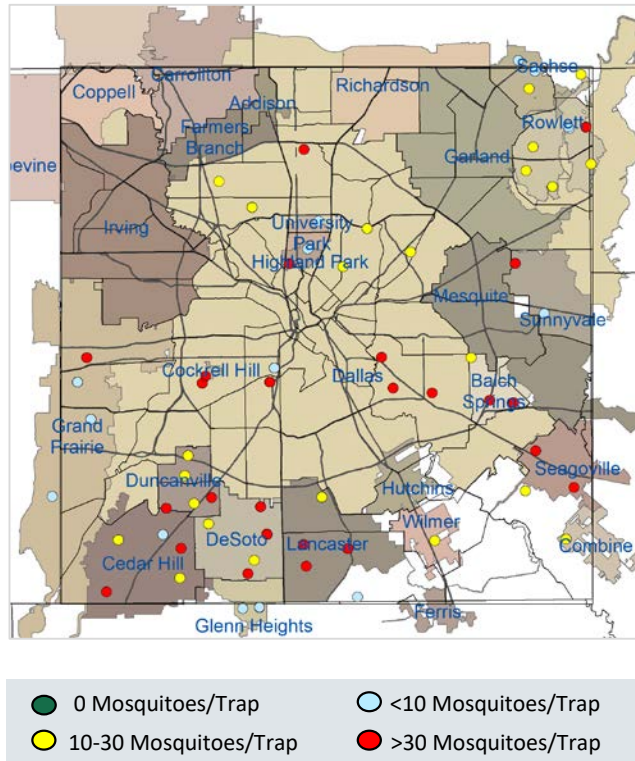 Sachse
Carrollton
Coppell
Richardson
Addison
Rowlett
Farmers
Branch
Garland
evine
Irving
University
Park
Highland Park
Mesquite
Sunnyvale
Cockrell Hill
Dallas
Balch
Springs
Grand
Prairie
Seagoville
Duncanville
Hutchins
Wilmer
DeSoto
Lancaster
Combine
Cedar Hill
Ferris
Glenn Heights
0 Mosquitoes/Trap
<10 Mosquitoes/Trap
10-30 Mosquitoes/Trap
>30 Mosquitoes/Trap